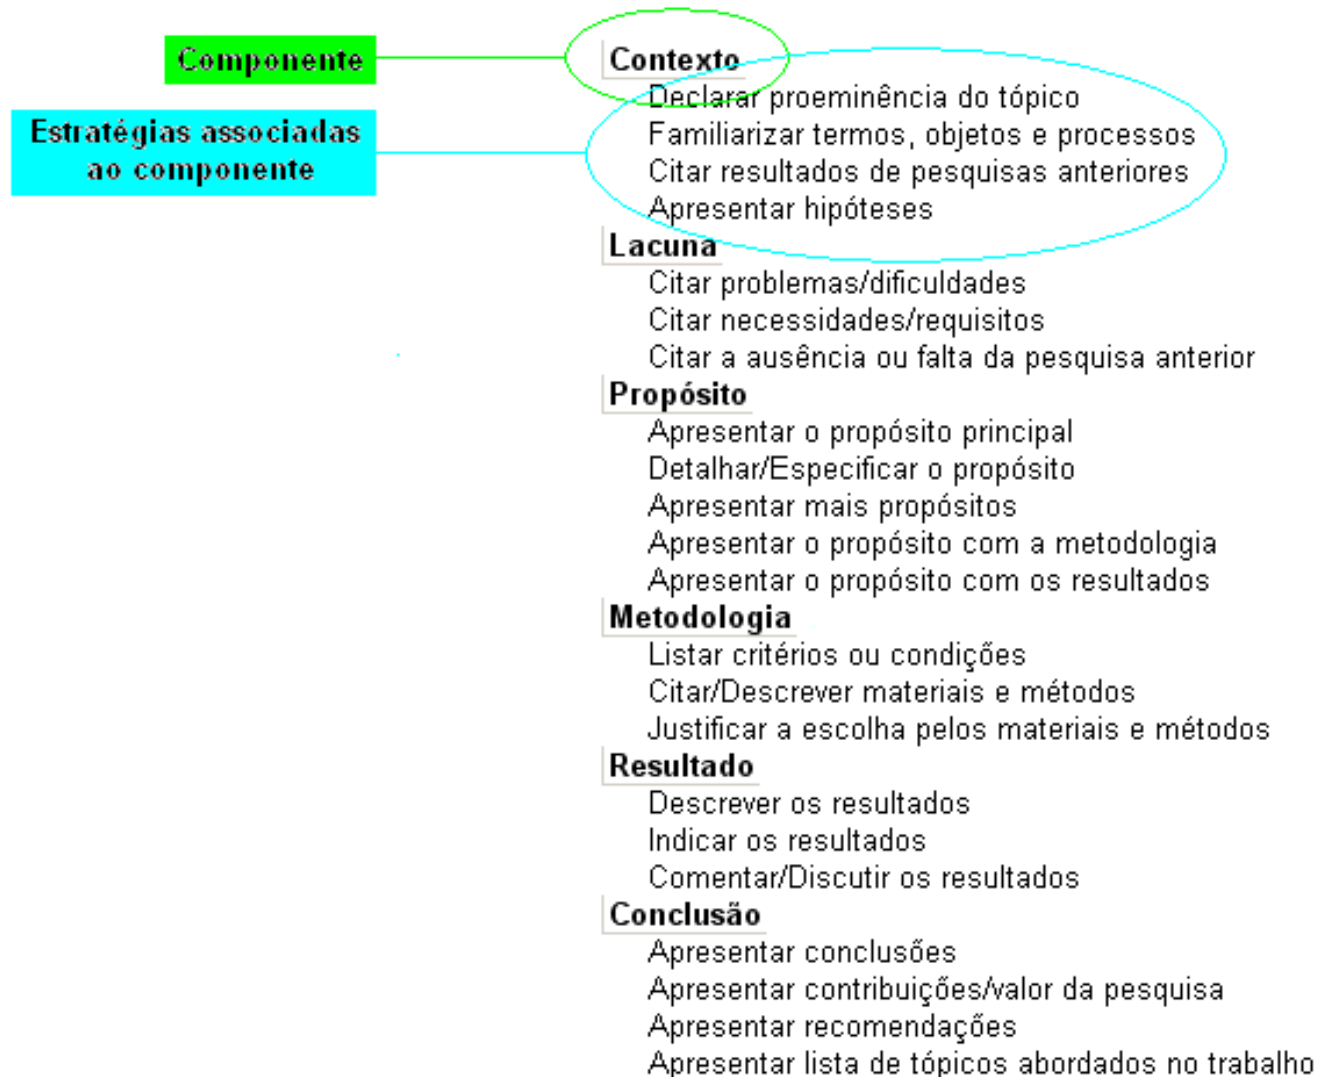 Componente
Estratégias associadas
ao componente
Contexto
Declarar proeminência do tópico
Familiarizar termos, objetos e processos
Citar resultados de pesquisas anteriores
Apresentar hipóteses
Lacuna
Citar problemas/dificuldades
Citar necessidades/requisitos
Citar a ausência ou falta da pesquisa anterior
Propósito
Apresentar o propósito principal
Detalhar/Especificar o propósito
Apresentar mais propósitos
Apresentar o propósito com a metodologia
Apresentar o propósito com os resultados
Metodologia
Listar critérios ou condições
Citar/Descrever materiais e métodos
Justificar a escolha pelos materiais e métodos
Resultado
Descrever os resultados
Indicar os resultados
Comentar/Discutir os resultados
Conclusão
Apresentar conclusões
Apresentar contribuições/valor da pesquisa
Apresentar recomendações
Apresentar lista de tópicos abordados no trabalho